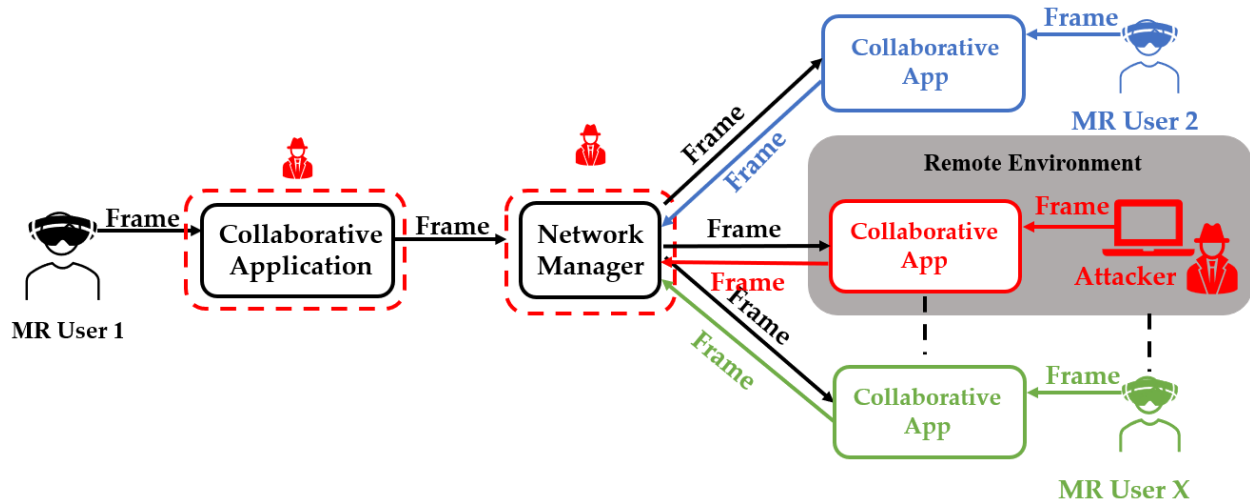 Frame
Collaborative
App
MR User 2
Frame
Frame
Remote Environment
Frame
Collaborative
Application
Frame
Network
Manager
Frame
Frame
Collaborative
App
Frame
Attacker
MR User 1
Frame
Frame
Collaborative
App
Frame
MR User X